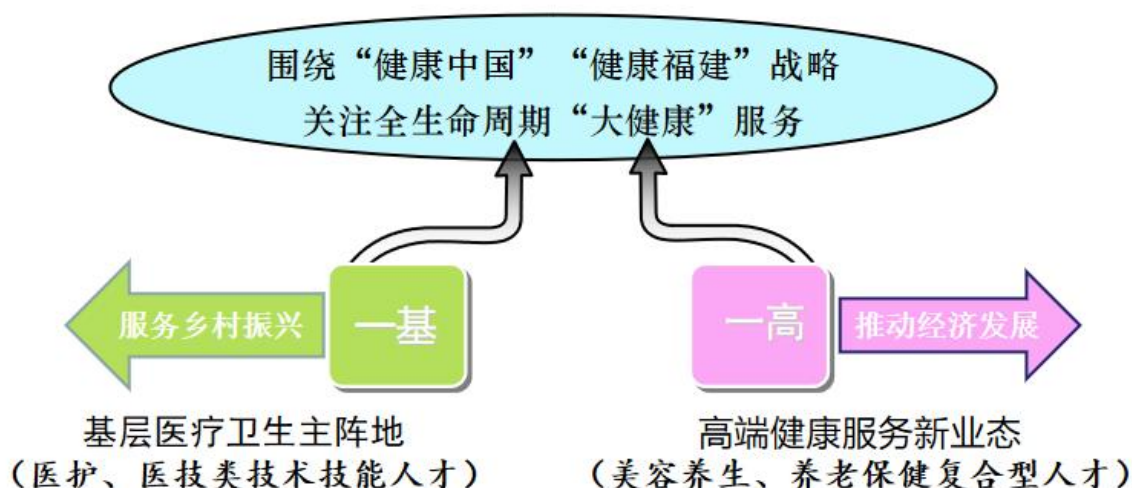 围绕“健康中国”“健康福建”战略
关注全生命周期“大健康”服务
服务乡村振兴
一基
一高
推动经济发展
基层医疗卫生主阵地
（医护、医技类技术技能人才）
高端健康服务新业态
（美容养生、养老保健复合型人才）